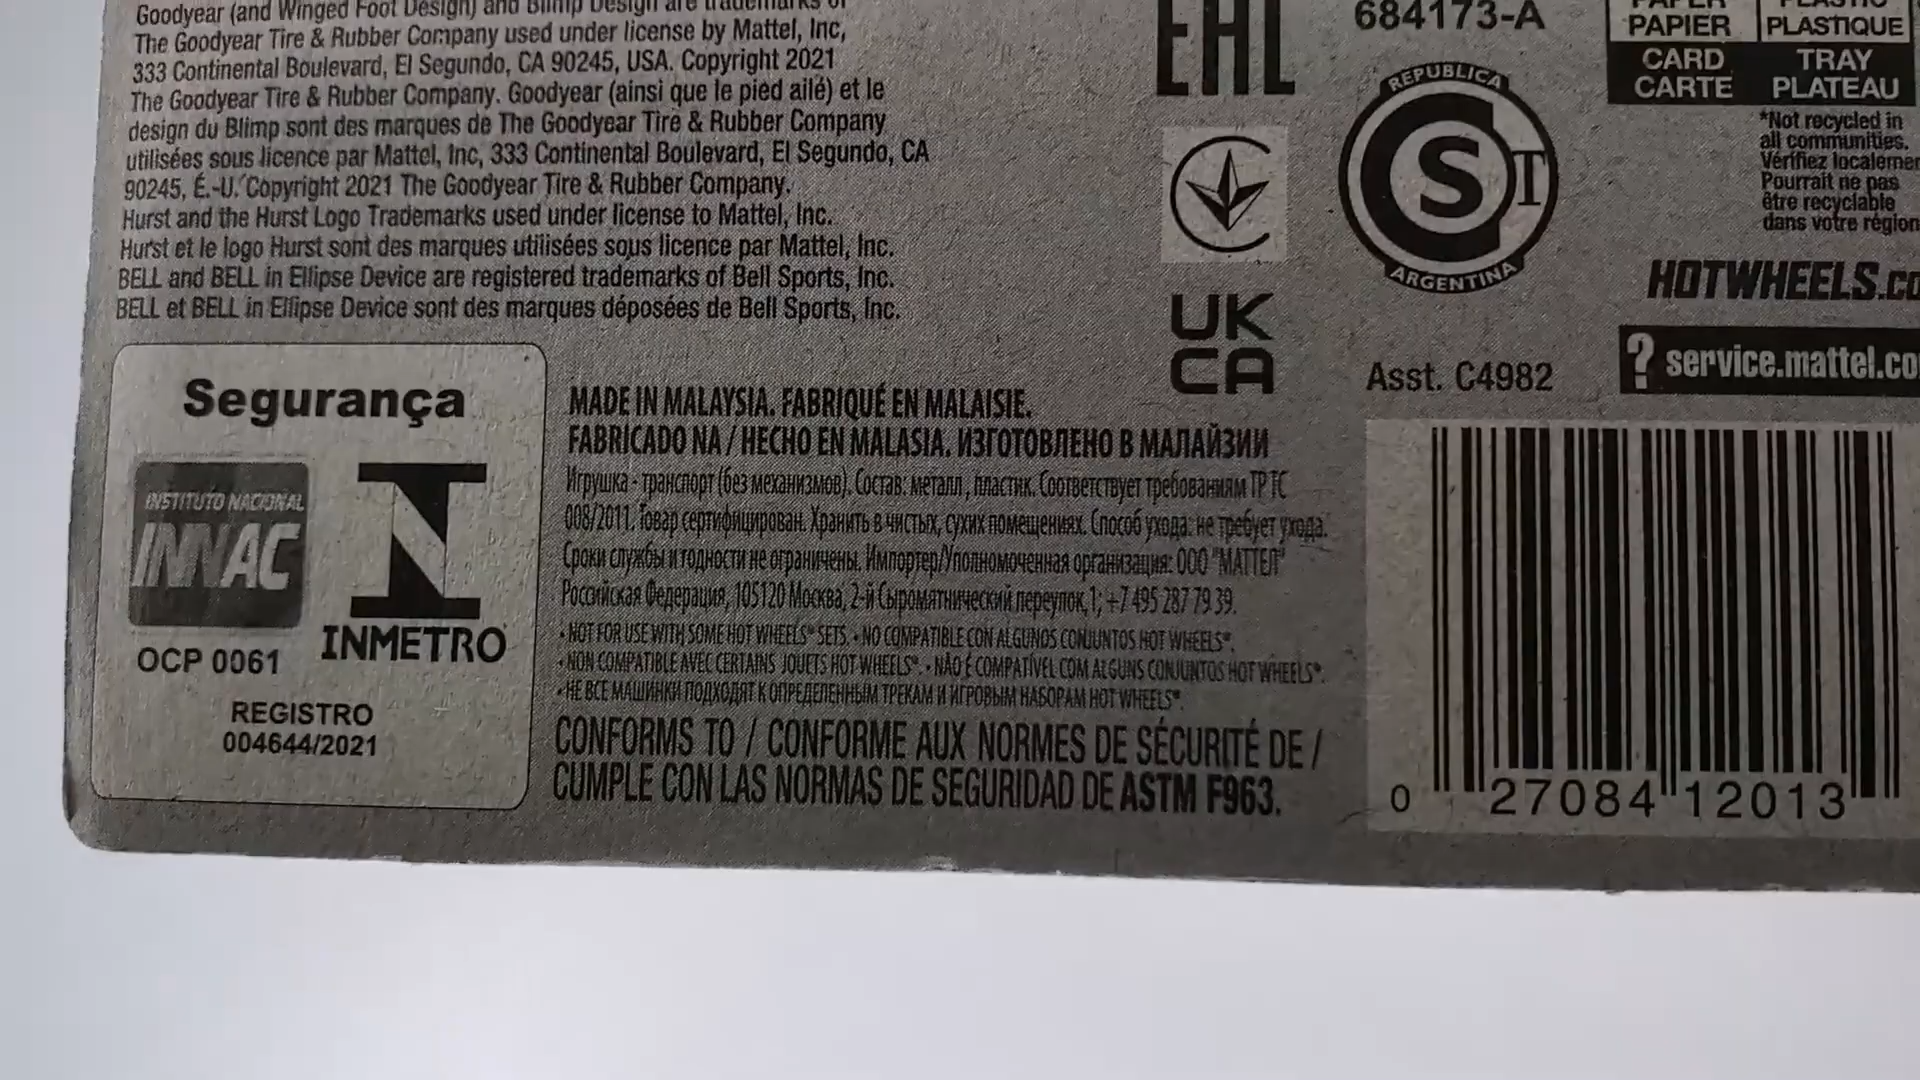 Goodyear (and Winged Foot Design) and Blimp Design are trademarks of
The Goodyear Tire & Rubber Company used under license by Mattel, Inc,
333 Continental Boulevard, El Segundo, CA 90245, USA. Copyright 2021
The Goodyear Tire & Rubber Company. Goodyear (ainsi que le pied ailé) et le
design du Blimp sont des marques de The Goodyear Tire & Rubber Company
utilisées sous licence par Mattel, Inc, 333 Continental Boulevard, El Segundo, CA
90245, É.-U. Copyright 2021 The Goodyear Tire & Rubber Company.
Hurst and the Hurst Logo Trademarks used under license to Mattel, Inc.
Hurst et le logo Hurst sont des marques utilisées sous licence par Mattel, Inc.
BELL and BELL in Ellipse Device are registered trademarks of Bell Sports, Inc.
BELL et BELL in Ellipse Device sont des marques déposées de Bell Sports, Inc.
Segurança
INSTITUTO NACIONAL
INNAC
OCP 0061
INMETRO
REGISTRO
004644/2021
MADE IN MALAYSIA. FABRIQUÉ EN MALAISIE.
FABRICADO NA / HECHO EN MALASIA. ИЗГОТОВЛЕНО В МАЛАЙЗИИ
Игрушка - транспорт (без механизмов). Состав: металл, пластик. Соответствует требованиям ТР ТС
008/2011. Товар сертифицирован. Хранить в чистых, сухих помещениях. Способ ухода: не требует ухода.
Сроки службы и годности не ограничены. Импортер/Уполномоченная организация: ООО "МАТТЕЛ"
Российская Федерация, 105120 Москва, 2-й Сыромятнический переулок, 1; +7 495 287 79 39.
• NOT FOR USE WITH SOME HOT WHEELS® SETS. • NO COMPATIBLE CON ALGUNOS CONJUNTOS HOT WHEELS®.
• NON COMPATIBLE AVEC CERTAINS JOUETS HOT WHEELS®. • NÃO É COMPATÍVEL COM ALGUNS CONJUNTOS HOT WHEELS®.
• НЕ ВСЕ МАШИНКИ ПОДХОДЯТ К ОПРЕДЕЛЕННЫМ ТРЕКАМ И ИГРОВЫМ НАБОРАМ HOT WHEELS®.
CONFORMS TO / CONFORME AUX NORMES DE SÉCURITÉ DE /
CUMPLE CON LAS NORMAS DE SEGURIDAD DE ASTM F963.
EAC
UK
CA
684173-A
REPUBLICA
S T
ARGENTINA
Asst. C4982
PAPER
PAPIER
CARD
CARTE
PLASTIC
PLASTIQUE
TRAY
PLATEAU
*Not recycled in
all communities.
Vérifiez localemen
Pourrait ne pas
être recyclable
dans votre région
HOTWHEELS.CO
? service.mattel.co
0 27084 12013